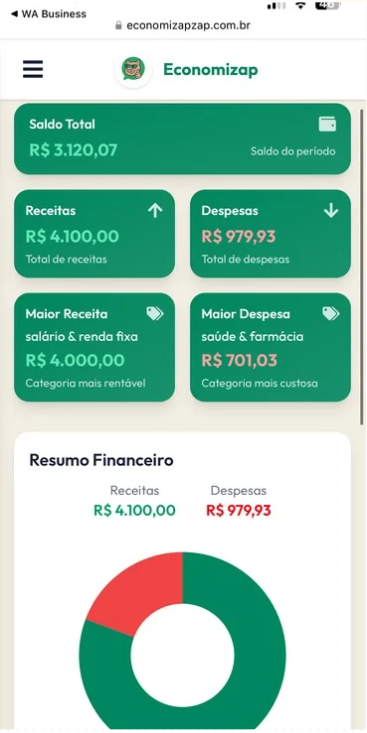 ◄ WA Business
economizapzap.com.br
Economizap
Saldo Total
R$ 3.120,07
Saldo do período
Receitas
R$ 4.100,00
Total de receitas
Despesas
R$ 979,93
Total de despesas
Maior Receita
salário & renda fixa
R$ 4.000,00
Categoria mais rentável
Maior Despesa
saúde & farmácia
R$ 701,03
Categoria mais custosa
Resumo Financeiro
Receitas
R$ 4.100,00
Despesas
R$ 979,93